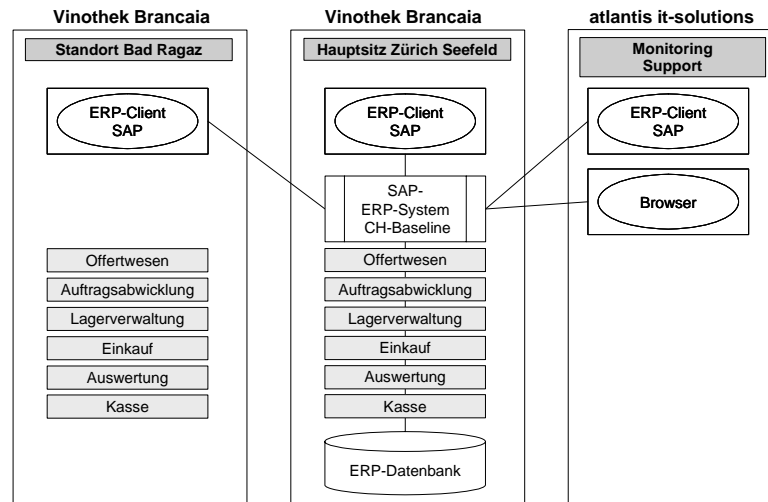 Vinothek Brancaia
Standort Bad Ragaz
ERP-Client
SAP
Offertwesen
Auftragsabwicklung
Lagerverwaltung
Einkauf
Auswertung
Kasse
Vinothek Brancaia
Hauptsitz Zürich Seefeld
ERP-Client
SAP
SAP-
ERP-System
CH-Baseline
Offertwesen
Auftragsabwicklung
Lagerverwaltung
Einkauf
Auswertung
Kasse
ERP-Datenbank
atlantis it-solutions
Monitoring
Support
ERP-Client
SAP
Browser